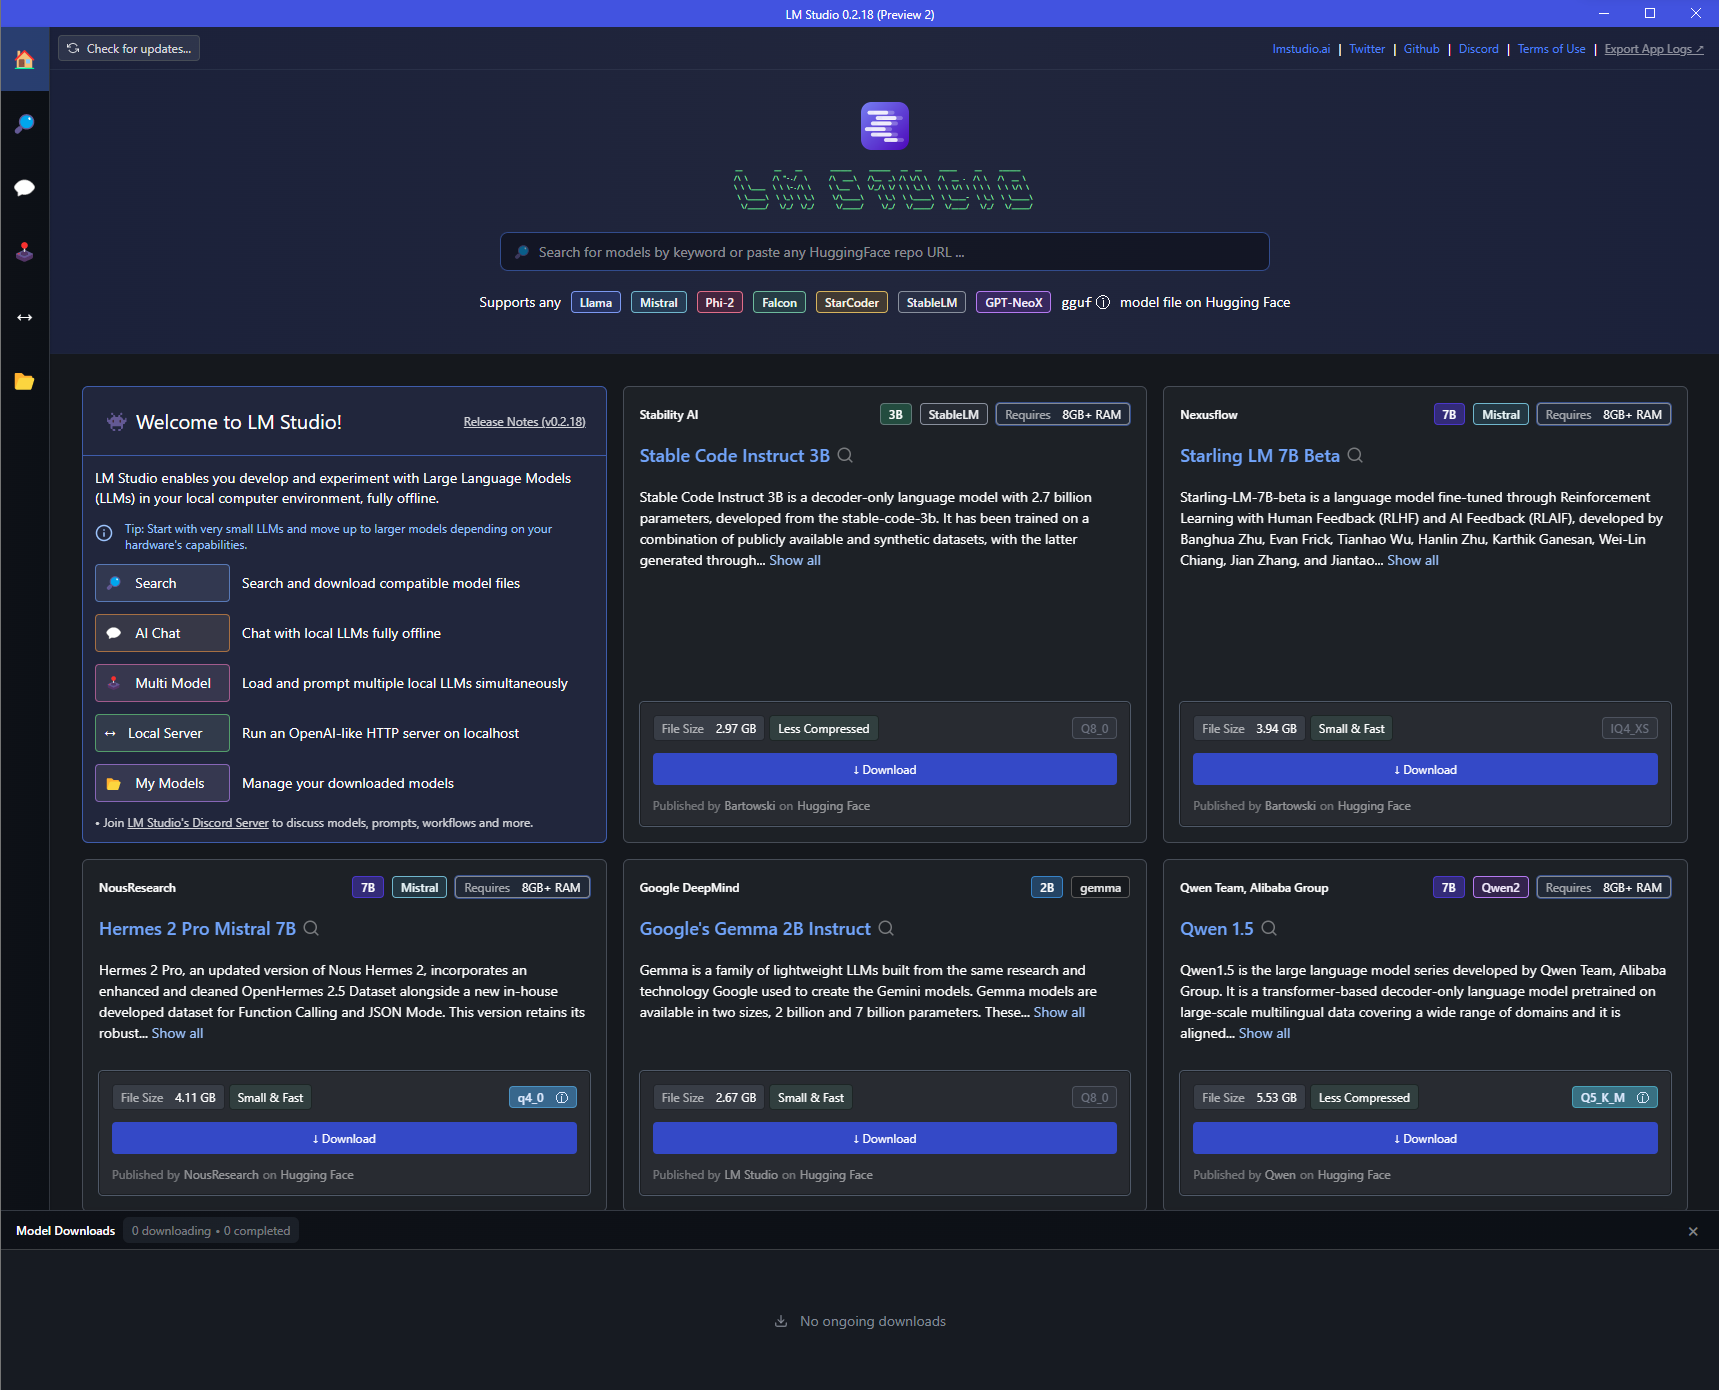 LM Studio 0.2.18 (Preview 2)
Check for updates...
lmstudio.ai | Twitter | Github | Discord | Terms of Use | Export App Logs ↗
LM STUDIO
Search for models by keyword or paste any HuggingFace repo URL ...
Supports any Llama Mistral Phi-2 Falcon StarCoder StableLM GPT-NeoX gguf ⓘ model file on Hugging Face
Welcome to LM Studio!
Release Notes (v0.2.18)
LM Studio enables you develop and experiment with Large Language Models
(LLMs) in your local computer environment, fully offline.
Tip: Start with very small LLMs and move up to larger models depending on your
hardware's capabilities.
Search Search and download compatible model files
AI Chat Chat with local LLMs fully offline
Multi Model Load and prompt multiple local LLMs simultaneously
↔ Local Server Run an OpenAI-like HTTP server on localhost
My Models Manage your downloaded models
• Join LM Studio's Discord Server to discuss models, prompts, workflows and more.
Stability AI 3B StableLM Requires 8GB+ RAM
Stable Code Instruct 3B
Stable Code Instruct 3B is a decoder-only language model with 2.7 billion
parameters, developed from the stable-code-3b. It has been trained on a
combination of publicly available and synthetic datasets, with the latter
generated through... Show all
File Size 2.97 GB Less Compressed Q8_0
↓ Download
Published by Bartowski on Hugging Face
Nexusflow 7B Mistral Requires 8GB+ RAM
Starling LM 7B Beta
Starling-LM-7B-beta is a language model fine-tuned through Reinforcement
Learning with Human Feedback (RLHF) and AI Feedback (RLAIF), developed by
Banghua Zhu, Evan Frick, Tianhao Wu, Hanlin Zhu, Karthik Ganesan, Wei-Lin
Chiang, Jian Zhang, and Jiantao... Show all
File Size 3.94 GB Small & Fast IQ4_XS
↓ Download
Published by Bartowski on Hugging Face
NousResearch 7B Mistral Requires 8GB+ RAM
Hermes 2 Pro Mistral 7B
Hermes 2 Pro, an updated version of Nous Hermes 2, incorporates an
enhanced and cleaned OpenHermes 2.5 Dataset alongside a new in-house
developed dataset for Function Calling and JSON Mode. This version retains its
robust... Show all
File Size 4.11 GB Small & Fast q4_0 ⓘ
↓ Download
Published by NousResearch on Hugging Face
Google DeepMind 2B gemma
Google's Gemma 2B Instruct
Gemma is a family of lightweight LLMs built from the same research and
technology Google used to create the Gemini models. Gemma models are
available in two sizes, 2 billion and 7 billion parameters. These... Show all
File Size 2.67 GB Small & Fast Q8_0
↓ Download
Published by LM Studio on Hugging Face
Qwen Team, Alibaba Group 7B Qwen2 Requires 8GB+ RAM
Qwen 1.5
Qwen1.5 is the large language model series developed by Qwen Team, Alibaba
Group. It is a transformer-based decoder-only language model pretrained on
large-scale multilingual data covering a wide range of domains and it is
aligned... Show all
File Size 5.53 GB Less Compressed Q5_K_M ⓘ
↓ Download
Published by Qwen on Hugging Face
Model Downloads 0 downloading • 0 completed
No ongoing downloads